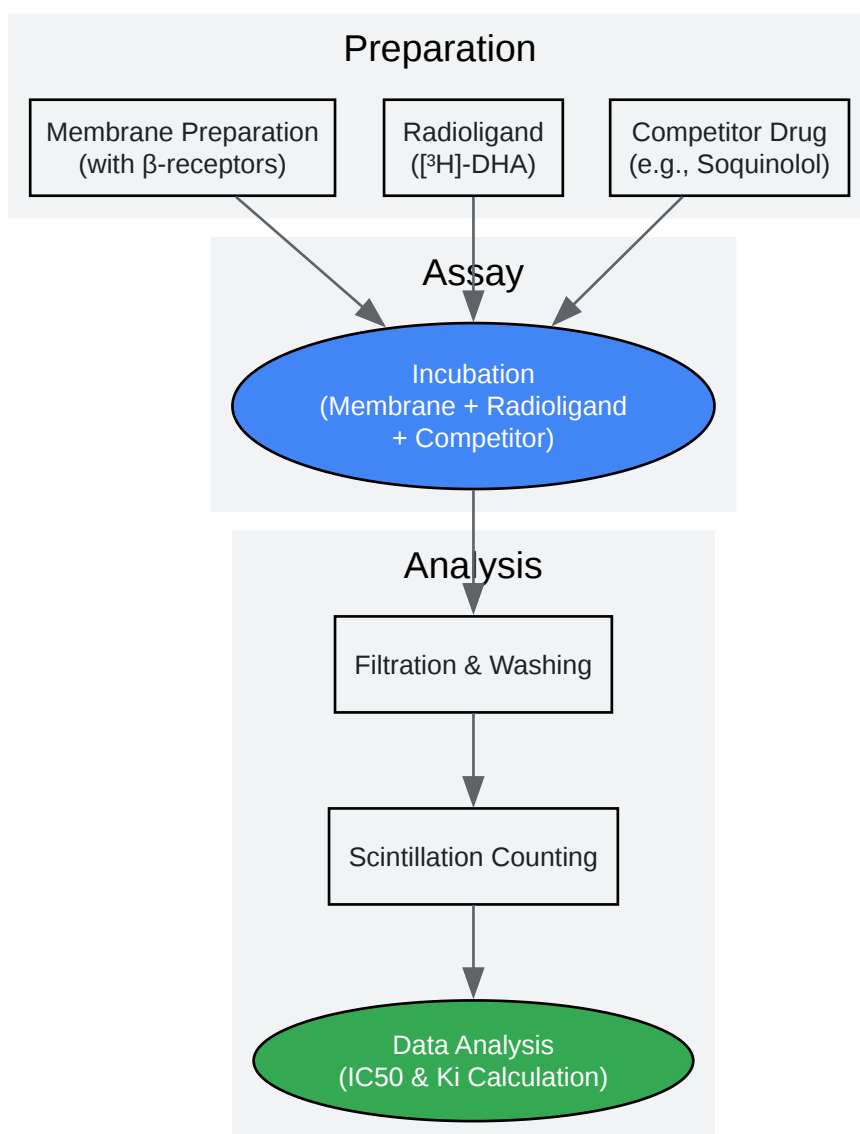 Preparation
Membrane Preparation
(with β-receptors)
Radioligand
([³H]-DHA)
Competitor Drug
(e.g., Soquinolol)
Assay
Incubation
(Membrane + Radioligand
+ Competitor)
Analysis
Filtration & Washing
Scintillation Counting
Data Analysis
(IC50 & Ki Calculation)